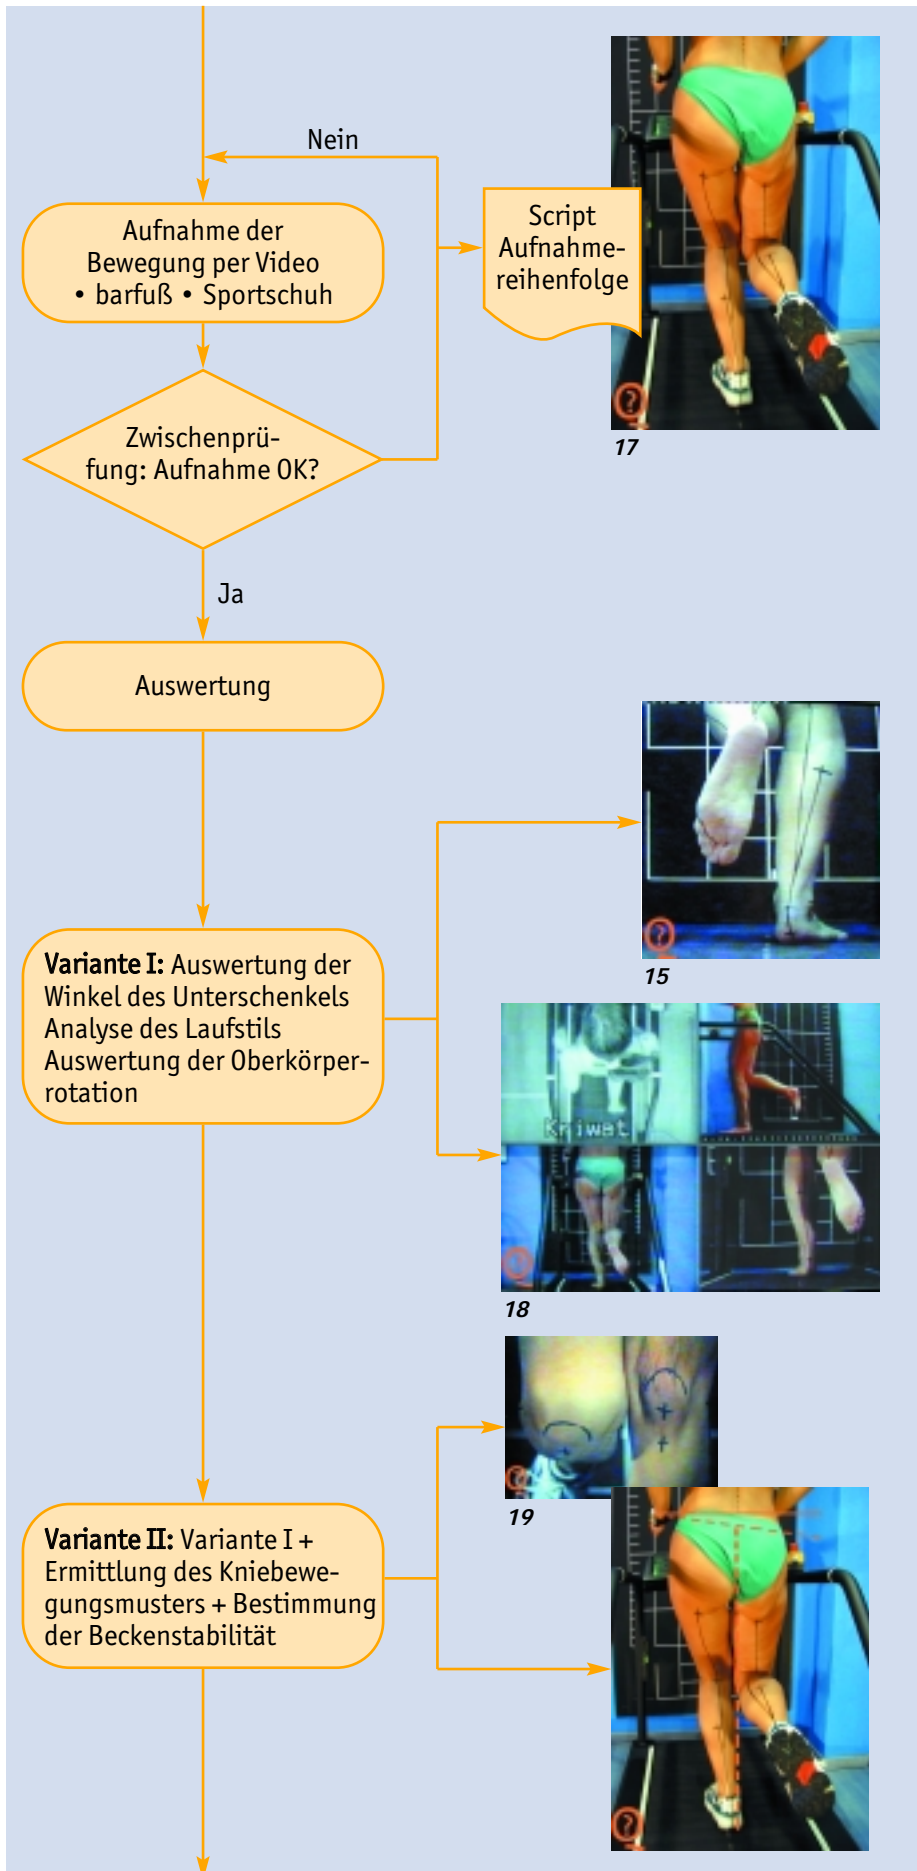 Nein
Aufnahme der
Bewegung per Video
• barfuß • Sportschuh
Script
Aufnahme-
reihenfolge
?
17
Zwischenprü-
fung: Aufnahme OK?
Ja
Auswertung
?
15
Variante I: Auswertung der
Winkel des Unterschenkels
Analyse des Laufstils
Auswertung der Oberkörper-
rotation
Kriwat
18
?
19
Variante II: Variante I +
Ermittlung des Kniebewe-
gungsmusters + Bestimmung
der Beckenstabilität
?